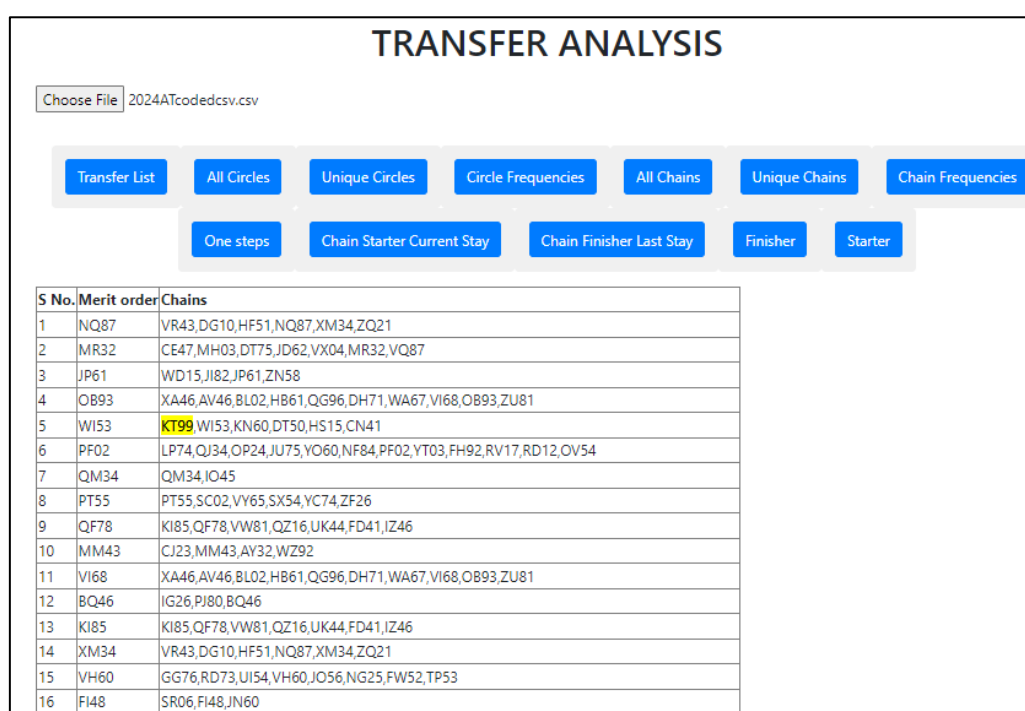 TRANSFER ANALYSIS
Choose File 2024ATcodedcsv.csv
Transfer List All Circles Unique Circles Circle Frequencies All Chains Unique Chains Chain Frequencies
One steps Chain Starter Current Stay Chain Finisher Last Stay Finisher Starter
S No. Merit order Chains
1 NQ87 VR43,DG10,HF51,NQ87,XM34,ZQ21
2 MR32 CE47,MH03,DT75,JD62,VX04,MR32,VQ87
3 JP61 WD15,JI82,JP61,ZN58
4 OB93 XA46,AV46,BL02,HB61,QG96,DH71,WA67,VI68,OB93,ZU81
5 WI53 KT99,WI53,KN60,DT50,HS15,CN41
6 PF02 LP74,QJ34,OP24,JU75,YO60,NF84,PF02,YT03,FH92,RV17,RD12,OV54
7 QM34 QM34,IO45
8 PT55 PT55,SC02,VY65,SX54,YC74,ZF26
9 QF78 KI85,QF78,VW81,QZ16,UK44,FD41,IZ46
10 MM43 CJ23,MM43,AY32,WZ92
11 VI68 XA46,AV46,BL02,HB61,QG96,DH71,WA67,VI68,OB93,ZU81
12 BQ46 IG26,PJ80,BQ46
13 KI85 KI85,QF78,VW81,QZ16,UK44,FD41,IZ46
14 XM34 VR43,DG10,HF51,NQ87,XM34,ZQ21
15 VH60 GG76,RD73,UI54,VH60,JO56,NG25,FW52,TP53
16 FI48 SR06,FI48,JN60